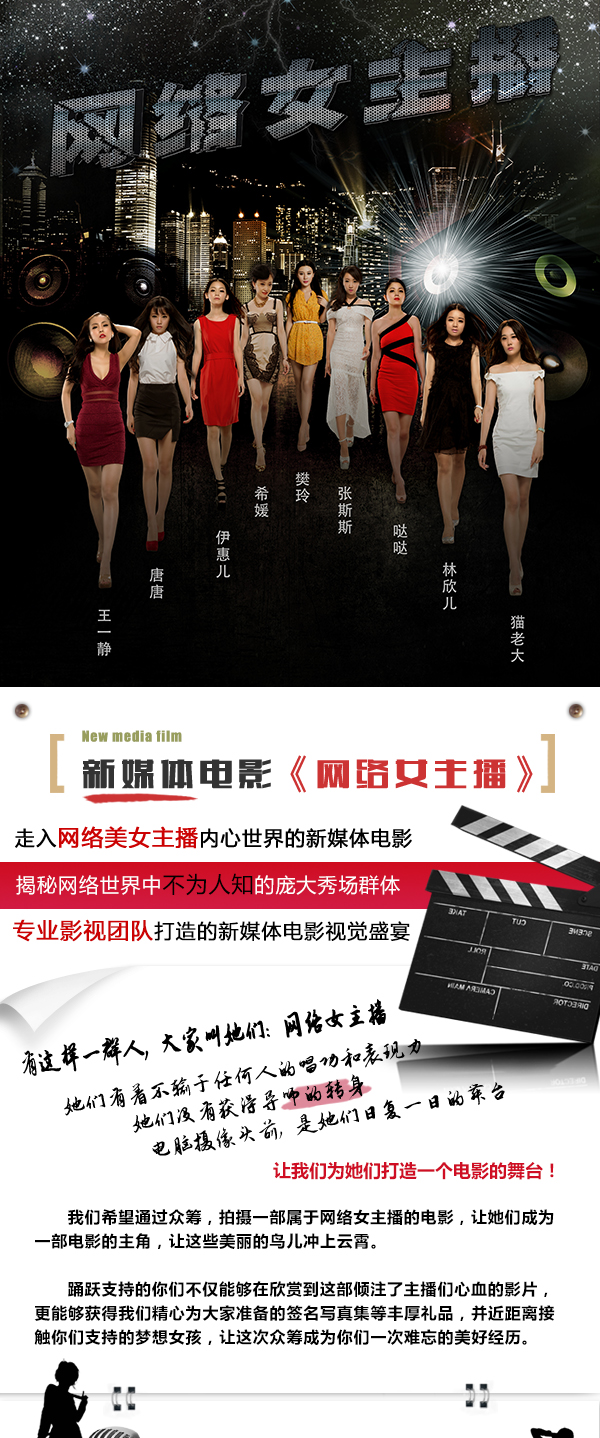 网络女主播
王一静
唐唐
伊惠儿
希媛
樊玲
张斯斯
哒哒
林欣儿
猫老大
New media film
新媒体电影《网络女主播》
走入网络美女主播内心世界的新媒体电影
揭秘网络世界中不为人知的庞大秀场群体
专业影视团队打造的新媒体电影视觉盛宴
SCENE
CUT
TAKE
ROLL
DATE
PROD.CO.
CAMERA MAN
DIRECTOR
有这样一群人，大家叫她们：网络女主播
她们有着不输于任何人的唱功和表现力
她们没有获得导师的转身
电脑摄像头前，是她们日复一日的舞台
让我们为她们打造一个电影的舞台！
我们希望通过众筹，拍摄一部属于网络女主播的电影，让她们成为
一部电影的主角，让这些美丽的鸟儿冲上云霄。
踊跃支持的你们不仅能够在欣赏到这部倾注了主播们心血的影片，
更能够获得我们精心为大家准备的签名写真集等丰厚礼品，并近距离接
触你们支持的梦想女孩，让这次众筹成为你们一次难忘的美好经历。